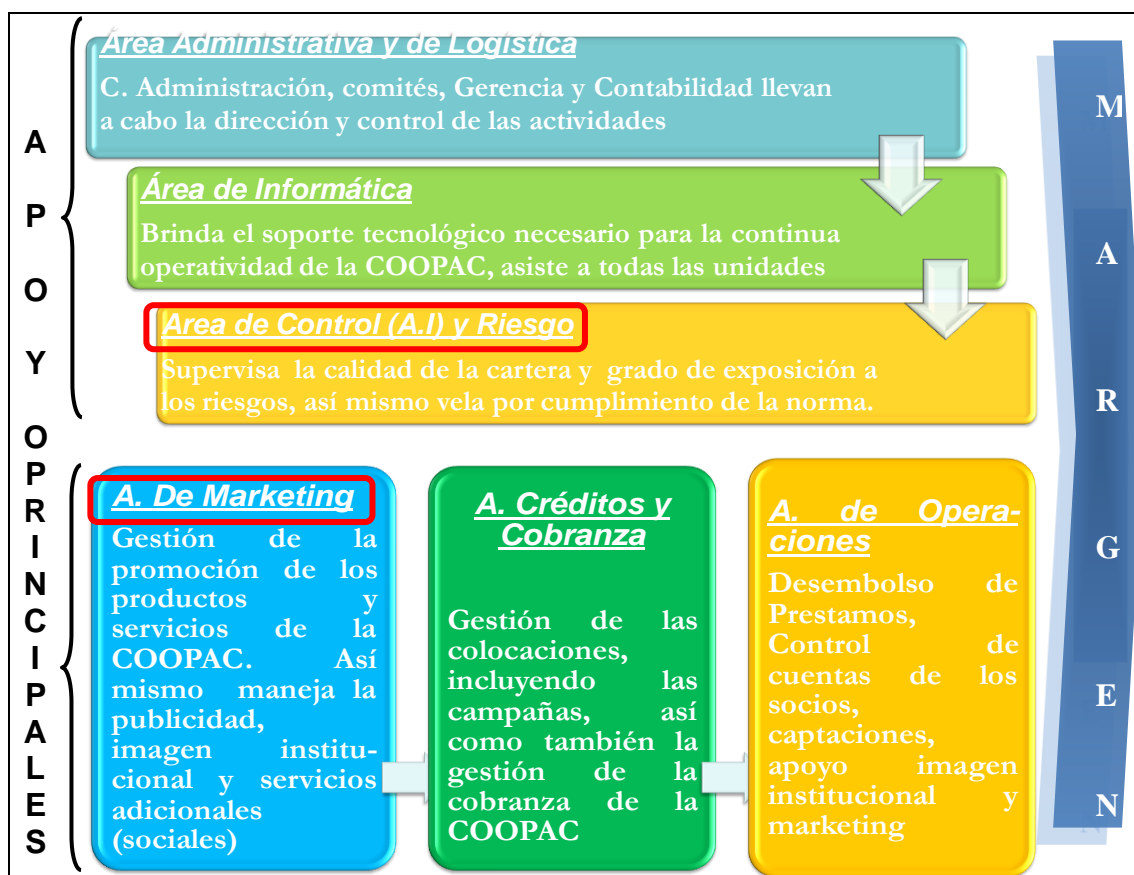 Área Administrativa y de Logística
C. Administración, comités, Gerencia y Contabilidad llevan
a cabo la dirección y control de las actividades
Área de Informática
Brinda el soporte tecnológico necesario para la continua
operatividad de la COOPAC, asiste a todas las unidades
Area de Control (A.I) y Riesgo
Supervisa la calidad de la cartera y grado de exposición a
los riesgos, así mismo vela por cumplimiento de la norma.
A
P
O
Y
O
P
R
I
N
C
I
P
A
L
E
S
A. De Marketing
Gestión de la
promoción de los
productos y
servicios de la
COOPAC. Así
mismo maneja la
publicidad,
imagen institu-
cional y servicios
adicionales
(sociales)
A. Créditos y
Cobranza
Gestión de las
colocaciones,
incluyendo las
campañas, así
como también la
gestión de la
cobranza de la
COOPAC
A. de Opera-
ciones
Desembolso de
Prestamos,
Control de
cuentas de los
socios,
captaciones,
apoyo imagen
institucional y
marketing
M
A
R
G
E
N